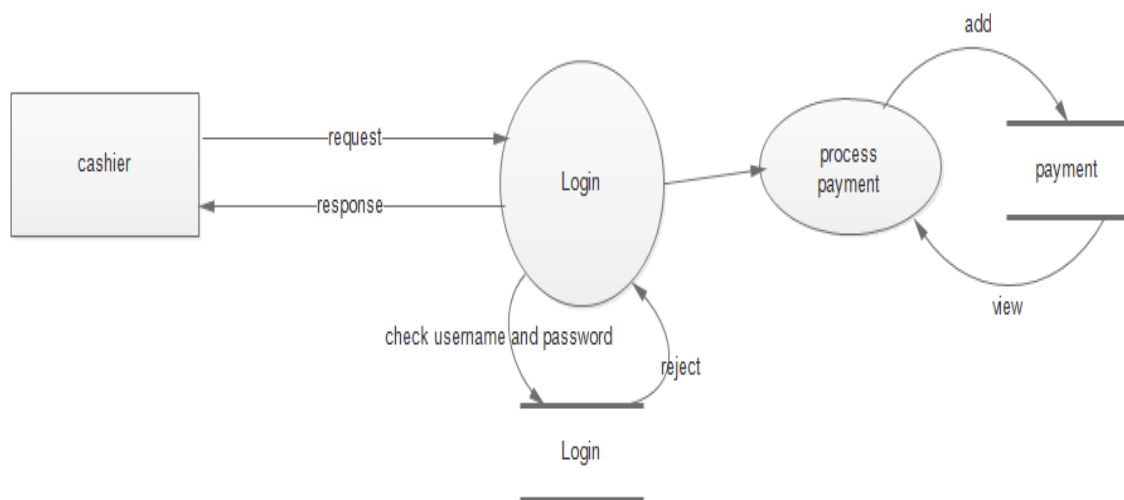 add
cashier
request
response
Login
process
payment
payment
view
check username and password
reject
Login